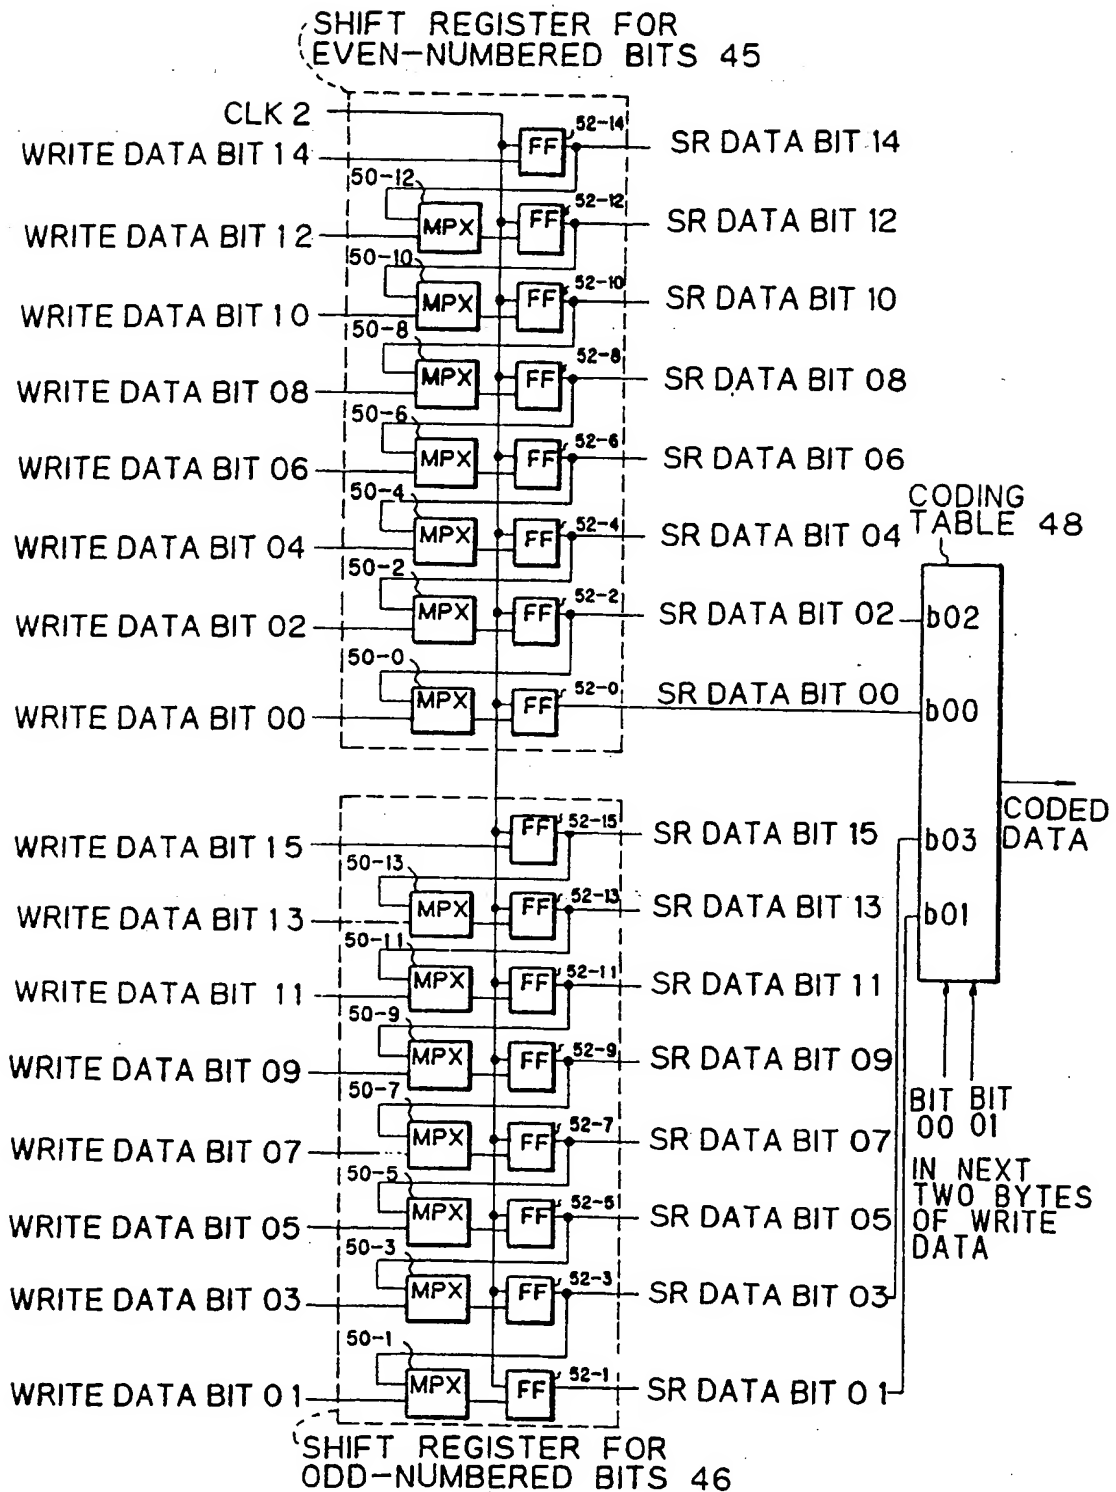 SHIFT REGISTER FOR
EVEN-NUMBERED BITS 45
CLK 2
52-14
FF
SR DATA BIT 14
WRITE DATA BIT 14
50-12
MPX
52-12
FF
SR DATA BIT 12
WRITE DATA BIT 12
50-10
MPX
52-10
FF
SR DATA BIT 10
WRITE DATA BIT 10
50-8
MPX
52-8
FF
SR DATA BIT 08
WRITE DATA BIT 08
50-6
MPX
52-6
FF
SR DATA BIT 06
WRITE DATA BIT 06
50-4
MPX
52-4
FF
SR DATA BIT 04
WRITE DATA BIT 04
50-2
MPX
52-2
FF
SR DATA BIT 02
WRITE DATA BIT 02
50-0
MPX
52-0
FF
SR DATA BIT 00
WRITE DATA BIT 00
CODING
TABLE 48
b02
b00
b03
b01
CODED
DATA
BIT BIT
00 01
IN NEXT
TWO BYTES
OF WRITE
DATA
52-15
FF
SR DATA BIT 15
WRITE DATA BIT 15
50-13
MPX
52-13
FF
SR DATA BIT 13
WRITE DATA BIT 13
50-11
MPX
52-11
FF
SR DATA BIT 11
WRITE DATA BIT 11
50-9
MPX
52-9
FF
SR DATA BIT 09
WRITE DATA BIT 09
50-7
MPX
52-7
FF
SR DATA BIT 07
WRITE DATA BIT 07
50-5
MPX
52-5
FF
SR DATA BIT 05
WRITE DATA BIT 05
50-3
MPX
52-3
FF
SR DATA BIT 03
WRITE DATA BIT 03
50-1
MPX
52-1
FF
SR DATA BIT 01
WRITE DATA BIT 01
SHIFT REGISTER FOR
ODD-NUMBERED BITS 46